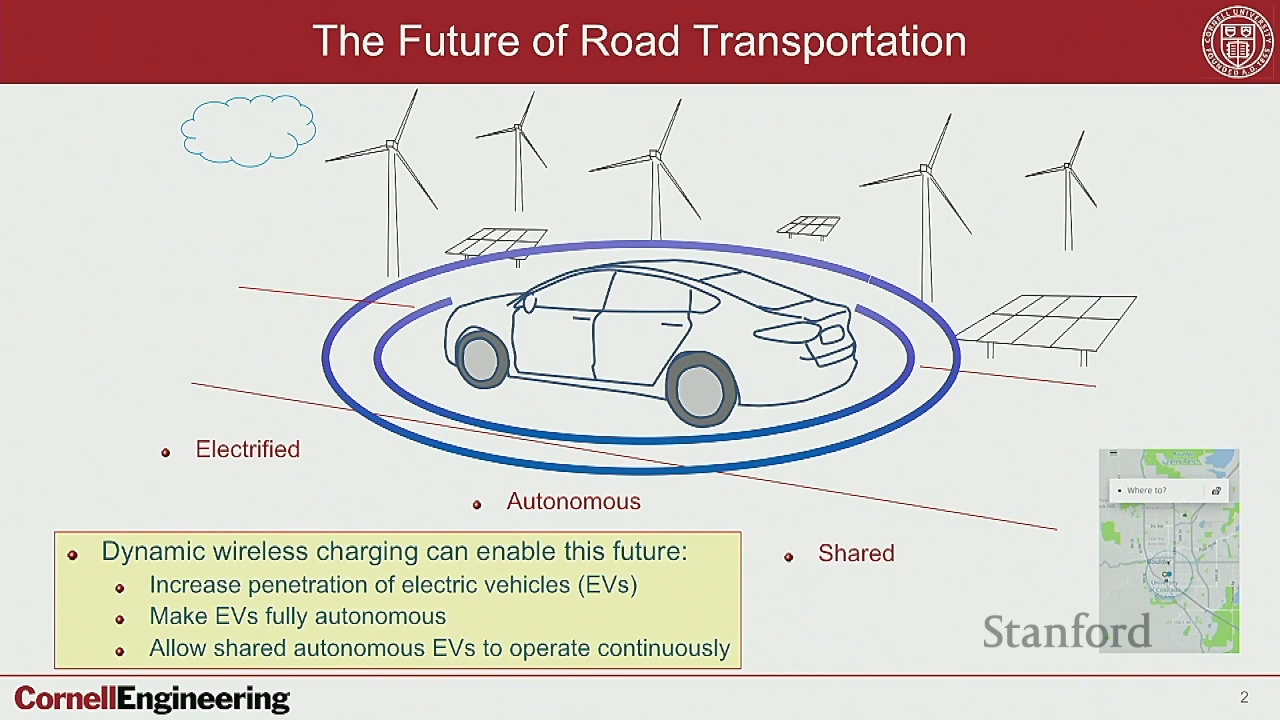 The Future of Road Transportation
Electrified
Autonomous
Shared
Where to?
Boulder
Dynamic wireless charging can enable this future:
Increase penetration of electric vehicles (EVs)
Make EVs fully autonomous
Allow shared autonomous EVs to operate continuously
Stanford
CornellEngineering
2